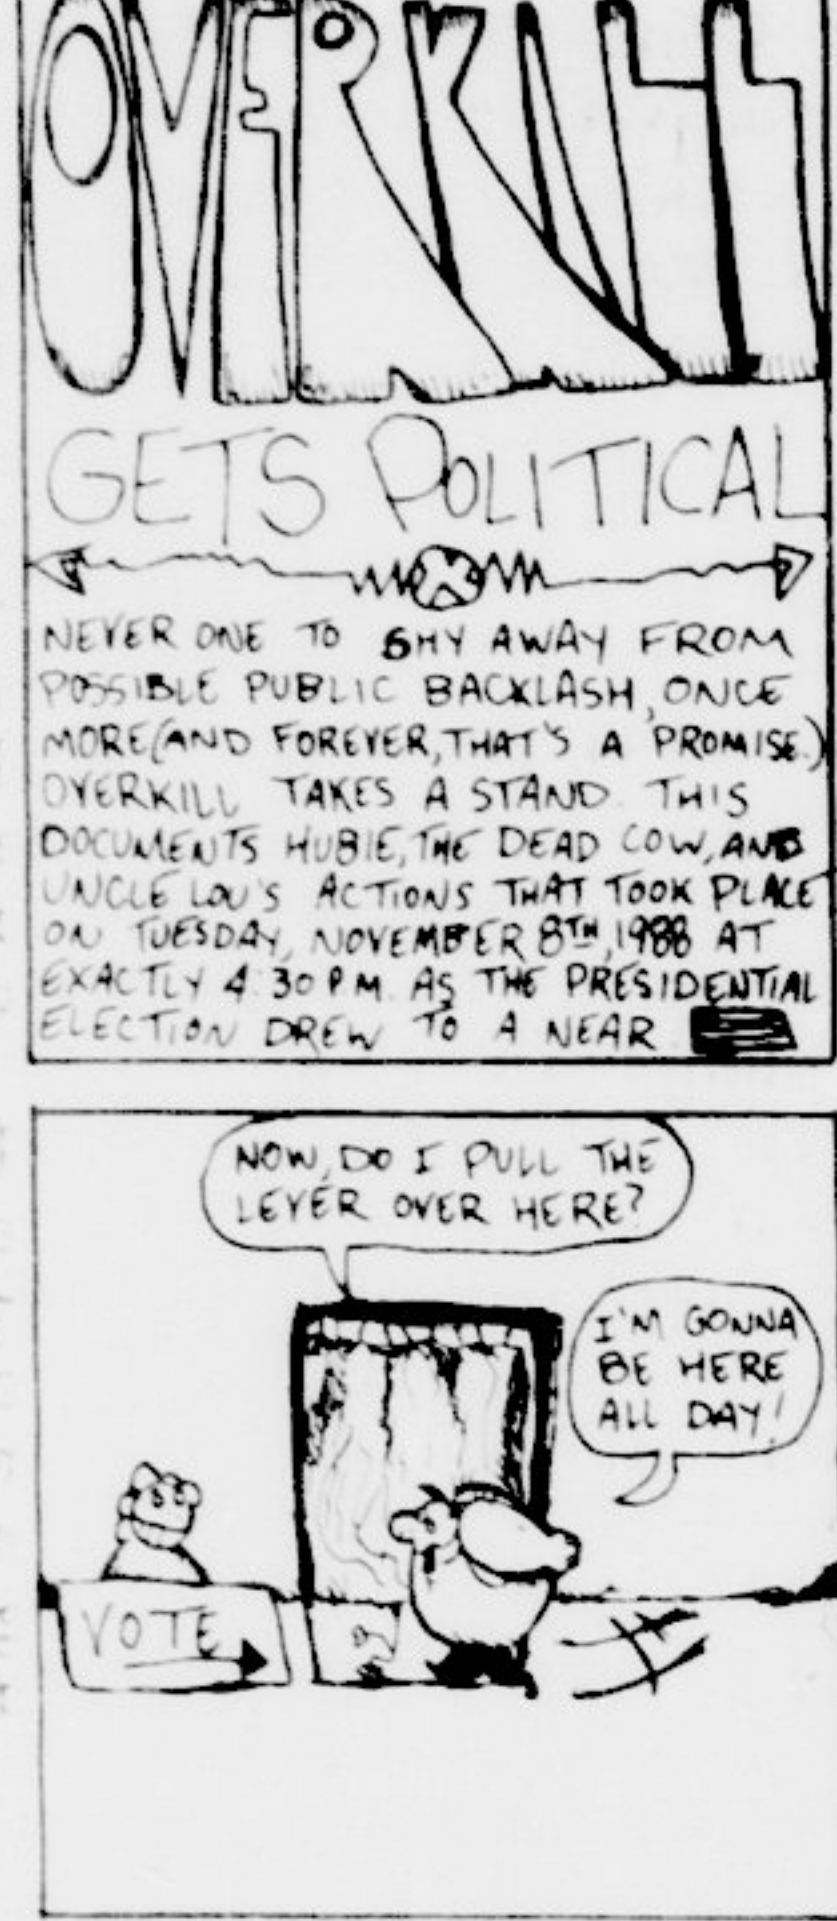 OVERKILL
GETS POLITICAL
NEVER ONE TO SHY AWAY FROM
POSSIBLE PUBLIC BACKLASH, ONCE
MORE (AND FOREVER, THAT'S A PROMISE.)
OVERKILL TAKES A STAND. THIS
DOCUMENTS HUBIE, THE DEAD COW, AND
UNCLE LOU'S ACTIONS THAT TOOK PLACE
ON TUESDAY, NOVEMBER 8TH, 1988 AT
EXACTLY 4:30 P.M. AS THE PRESIDENTIAL
ELECTION DREW TO A NEAR
NOW, DO I PULL THE
LEVER OVER HERE?
I'M GONNA
BE HERE
ALL DAY!
VOTE